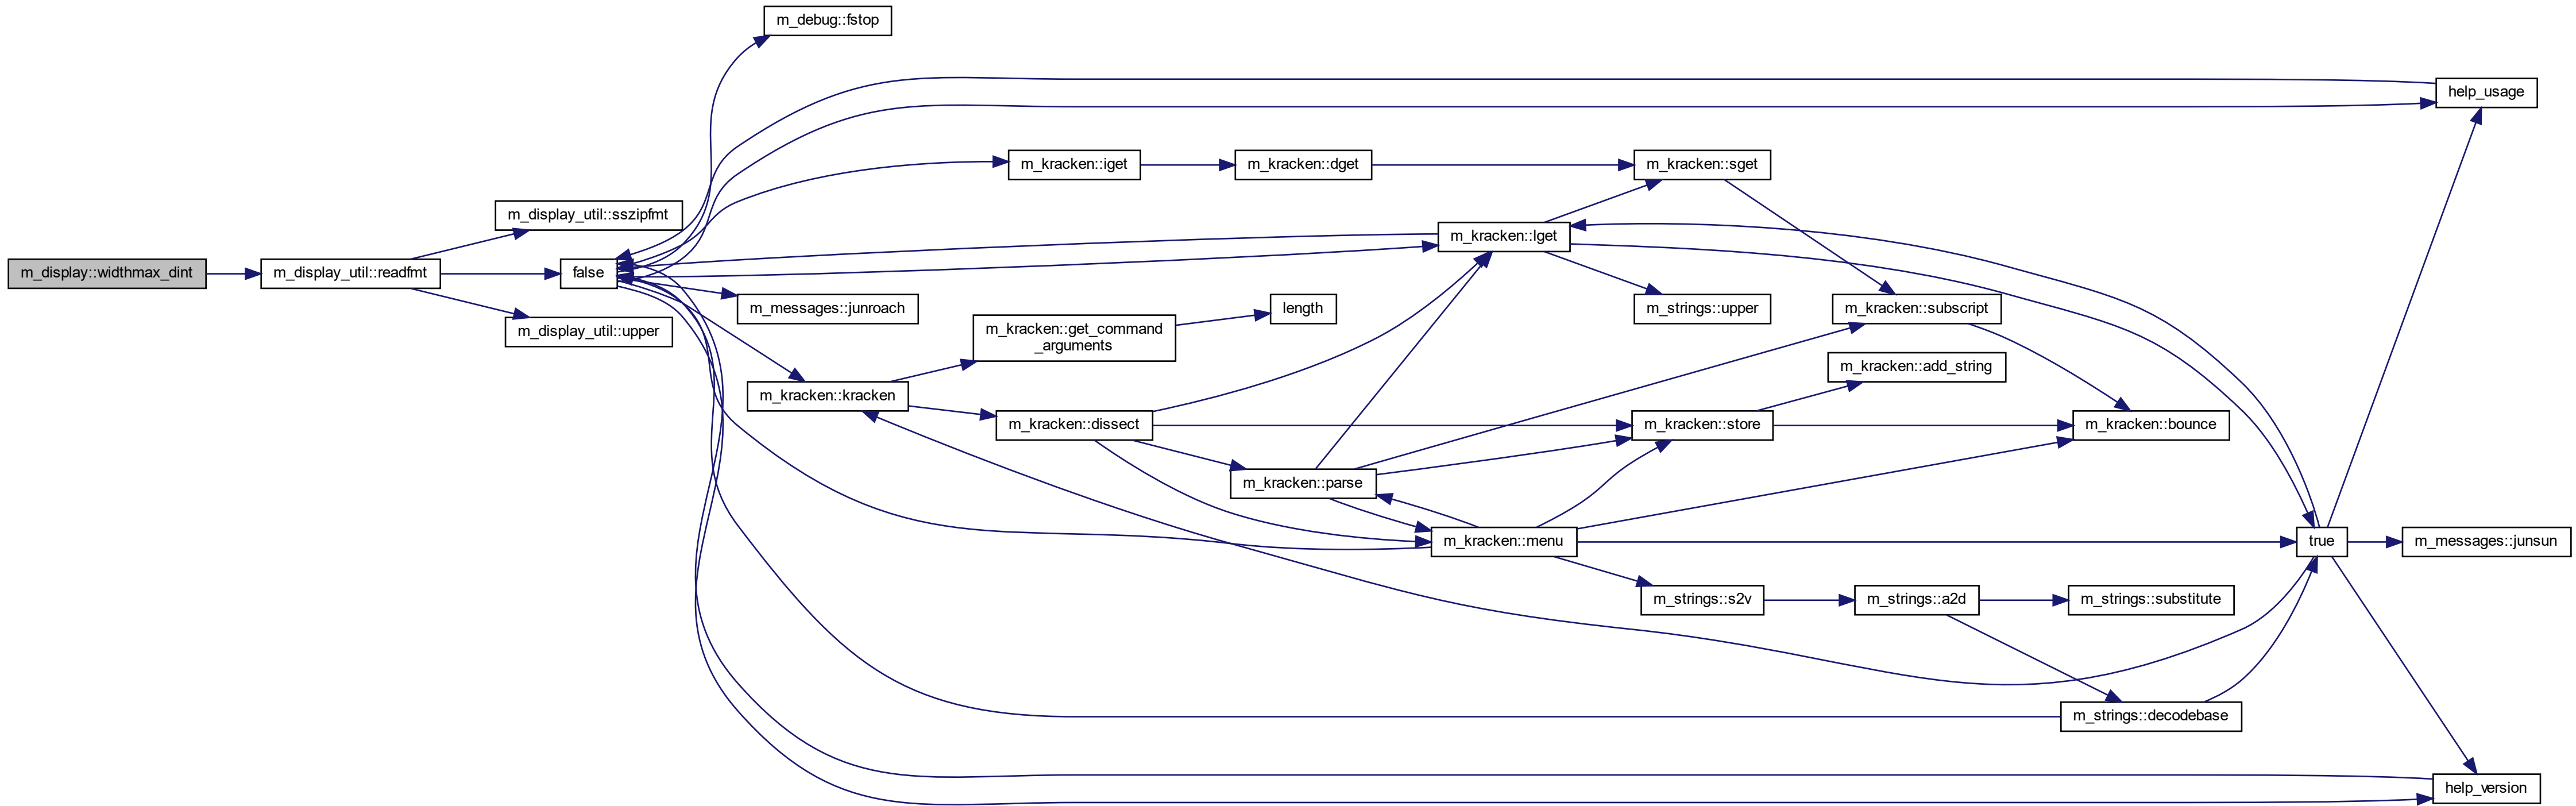 m_debug::fstop
help_usage
m_kracken::iget
m_kracken::dget
m_kracken::sget
m_display_util::sszipfmt
m_kracken::lget
m_display::widthmax_dint
m_display_util::readfmt
false
m_messages::junroach
length
m_strings::upper
m_kracken::subscript
m_display_util::upper
m_kracken::get_command
_arguments
m_kracken::add_string
m_kracken::kracken
m_kracken::dissect
m_kracken::store
m_kracken::bounce
m_kracken::parse
m_kracken::menu
true
m_messages::junsun
m_strings::s2v
m_strings::a2d
m_strings::substitute
m_strings::decodebase
help_version